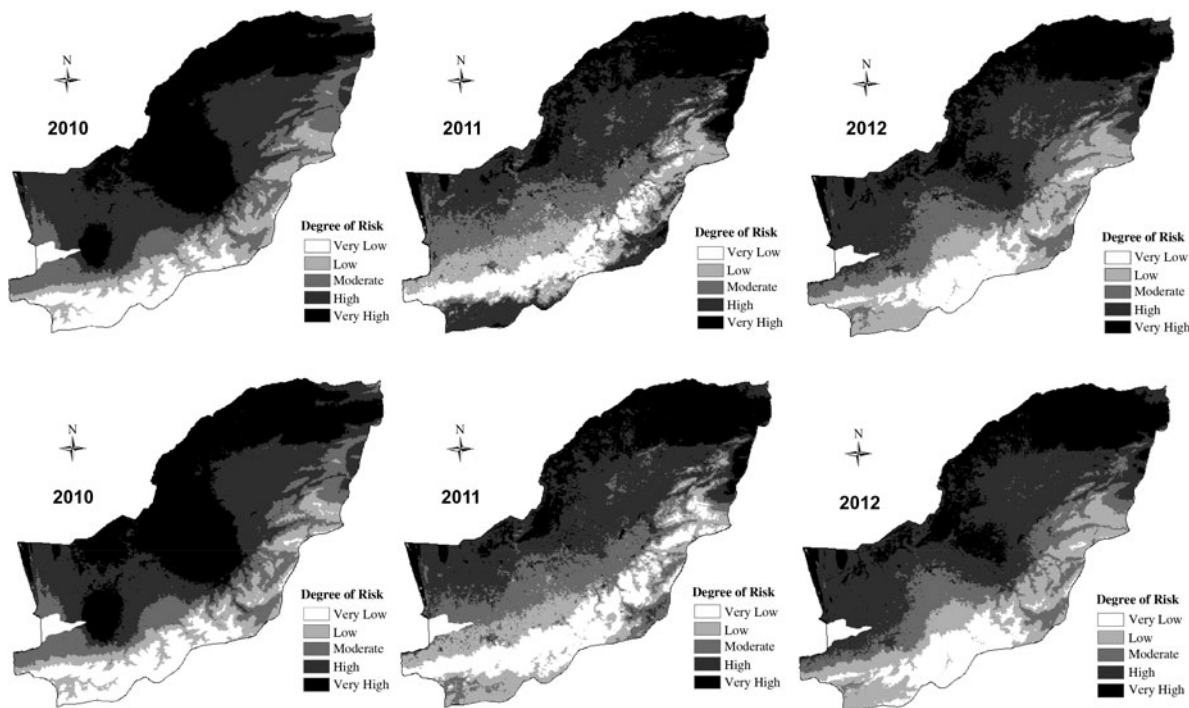 N
2010
Degree of Risk
Very Low
Low
Moderate
High
Very High
N
2011
Degree of Risk
Very Low
Low
Moderate
High
Very High
N
2012
Degree of Risk
Very Low
Low
Moderate
High
Very High
N
2010
Degree of Risk
Very Low
Low
Moderate
High
Very High
N
2011
Degree of Risk
Very Low
Low
Moderate
High
Very High
N
2012
Degree of Risk
Very Low
Low
Moderate
High
Very High